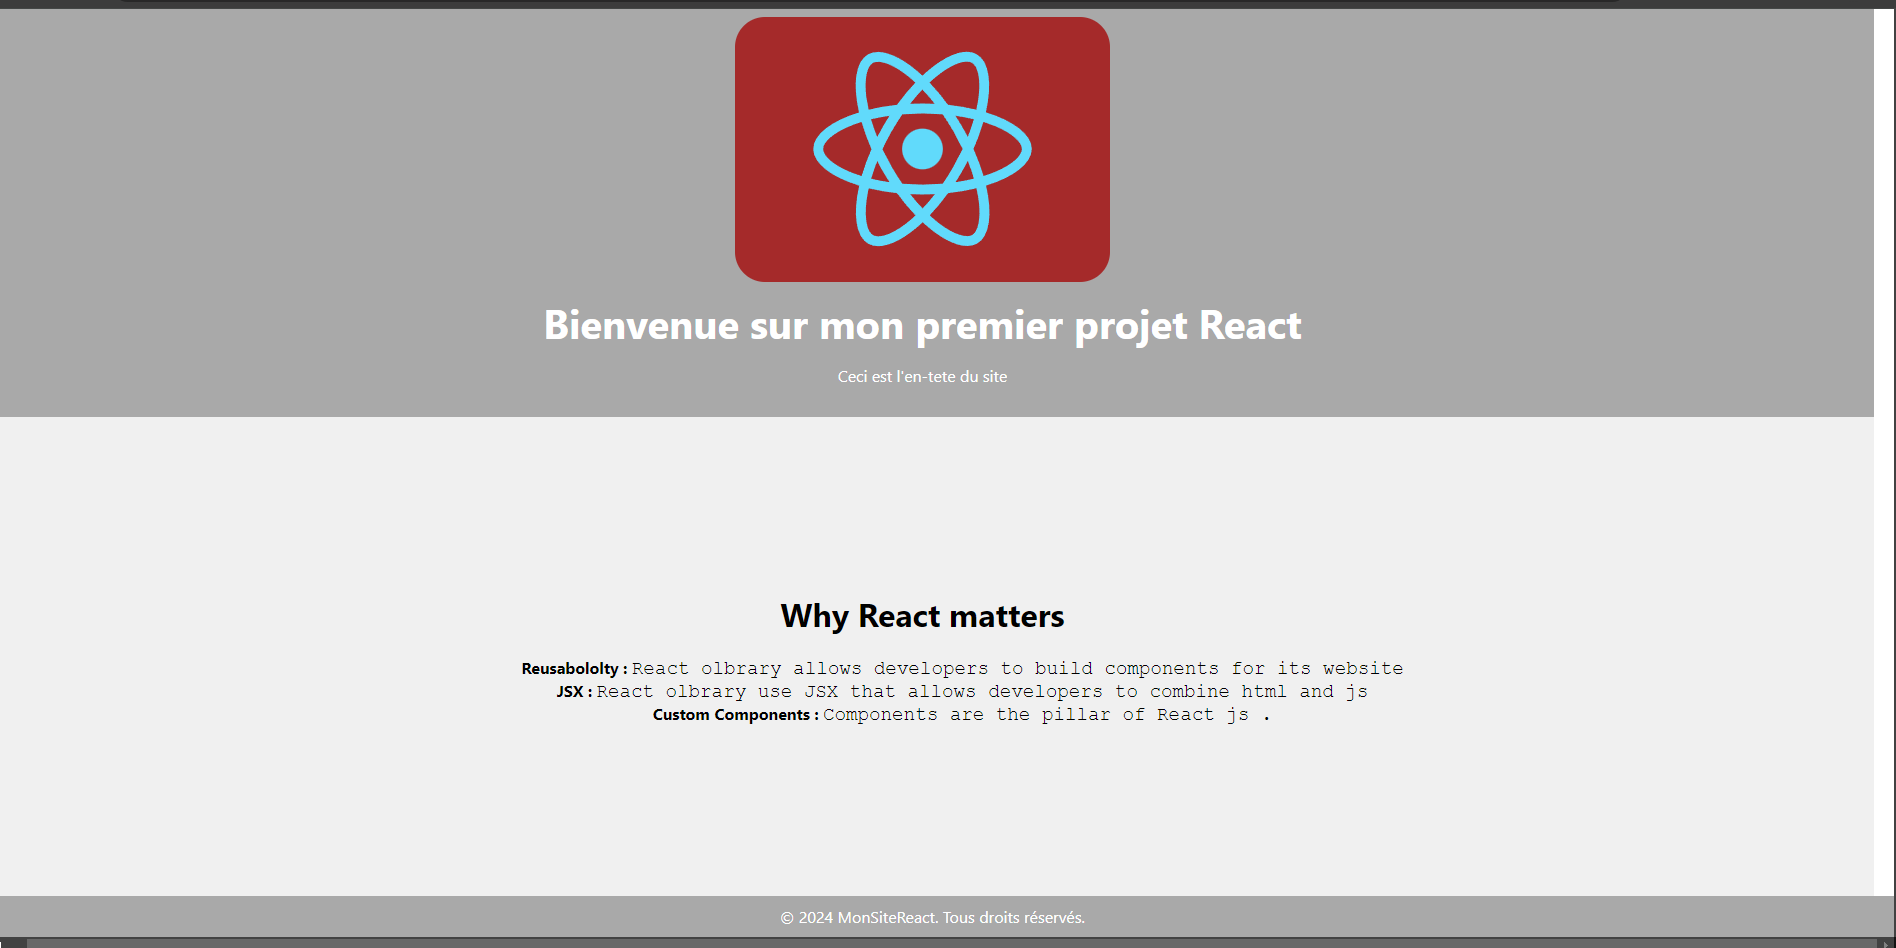 Bienvenue sur mon premier projet React
Ceci est l'en-tete du site
Why React matters
Reusabololty : React olbrary allows developers to build components for its website
JSX : React olbrary use JSX that allows developers to combine html and js
Custom Components : Components are the pillar of React js .
© 2024 MonSiteReact. Tous droits réservés.